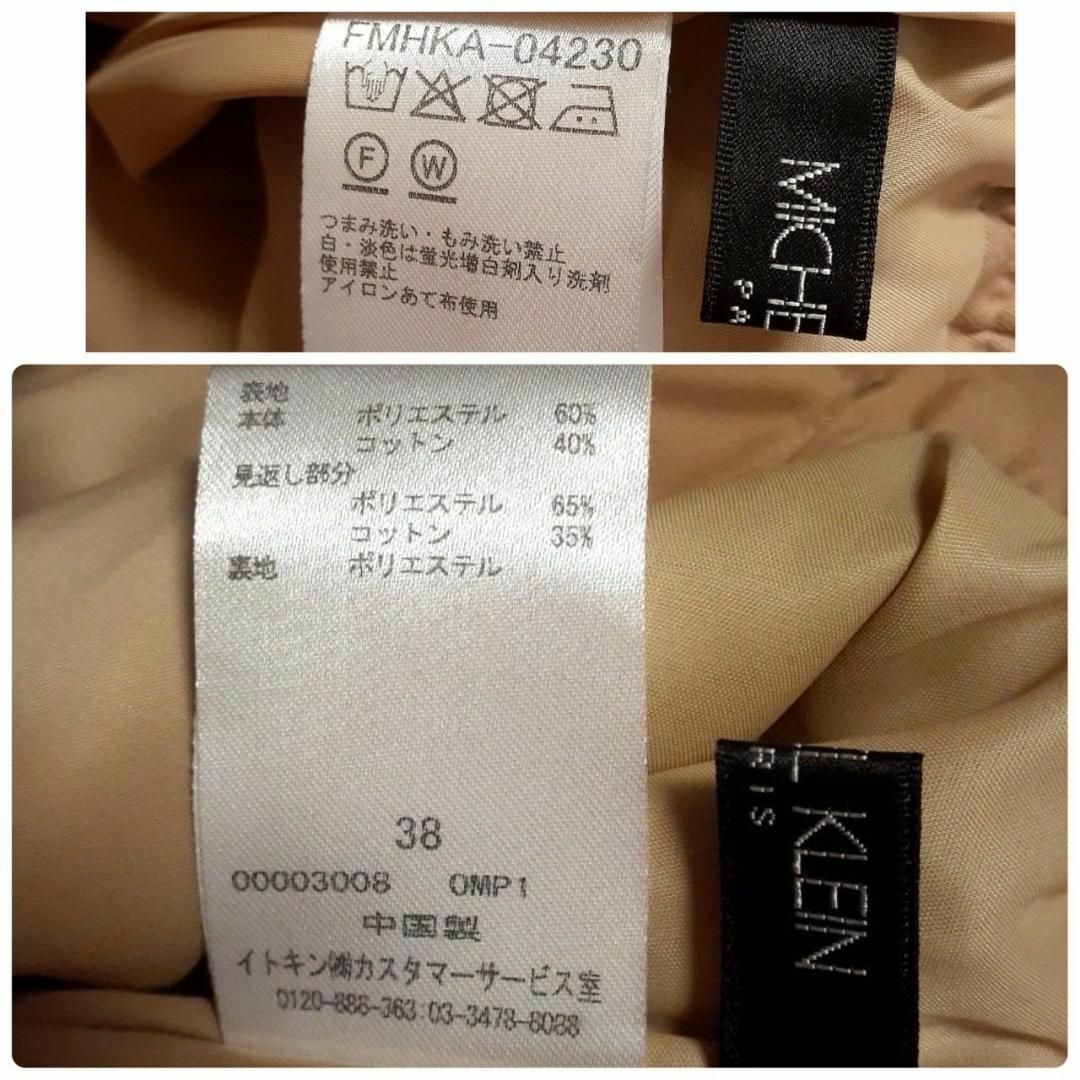 FMHKA-04230
F W
つまみ洗い・もみ洗い禁止
白・淡色は蛍光増白剤入り洗剤
使用禁止
アイロンあて布使用
MICHE
PA
表地
本体 ポリエステル 60%
コットン 40%
見返し部分
ポリエステル 65%
コットン 35%
裏地 ポリエステル
38
00003008 OMP1
中国製
イトキン㈱カスタマーサービス室
0120-888-363:03-3478-8088
EL KLEIN
RIS